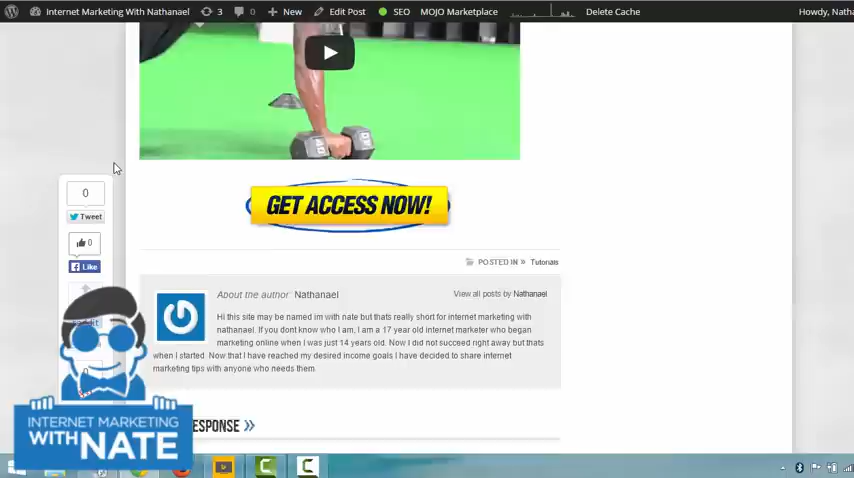 Internet Marketing With Nathanael 3 0 New Edit Post SEO MOJO Marketplace Delete Cache Howdy, Natha
40
0
Tweet
0
Like
GET ACCESS NOW!
POSTED IN » Tutorials
About the author: Nathanael View all posts by Nathanael
Hi this site may be named im with nate but thats really short for internet marketing with
nathanael. If you dont know who I am, I am a 17 year old internet marketer who began
marketing online when I was just 14 years old. Now I did not succeed right away but thats
when I started. Now that I have reached my desired income goals I have decided to share
internet marketing tips with anyone who needs them.
ESPONSE »
INTERNET MARKETING
WITH NATE